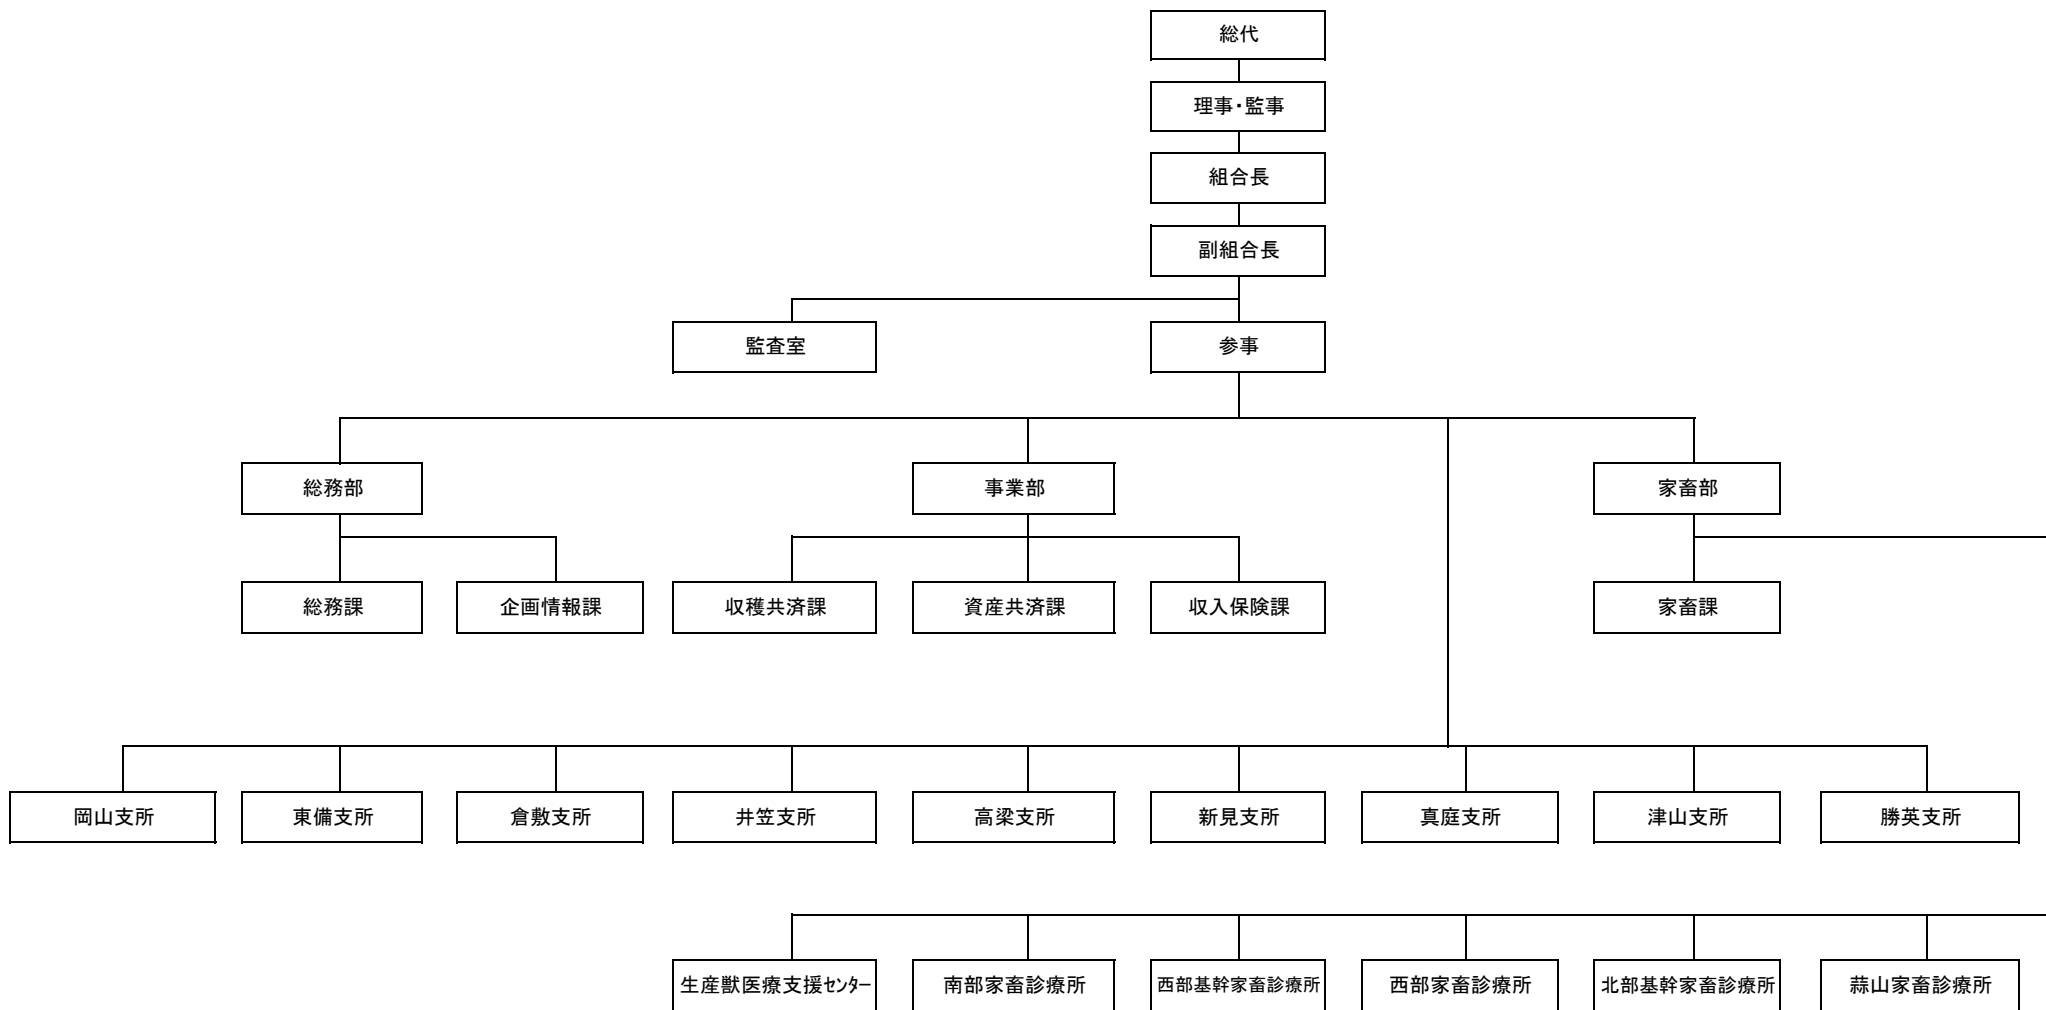 総代
理事・監事
組合長
副組合長
監査室
参事
総務部
事業部
家畜部
総務課
企画情報課
収穫共済課
資産共済課
収入保険課
家畜課
岡山支所
東備支所
倉敷支所
井笠支所
高梁支所
新見支所
真庭支所
津山支所
勝英支所
生産獣医療支援ｾﾝﾀｰ
南部家畜診療所
西部基幹家畜診療所
西部家畜診療所
北部基幹家畜診療所
蒜山家畜診療所